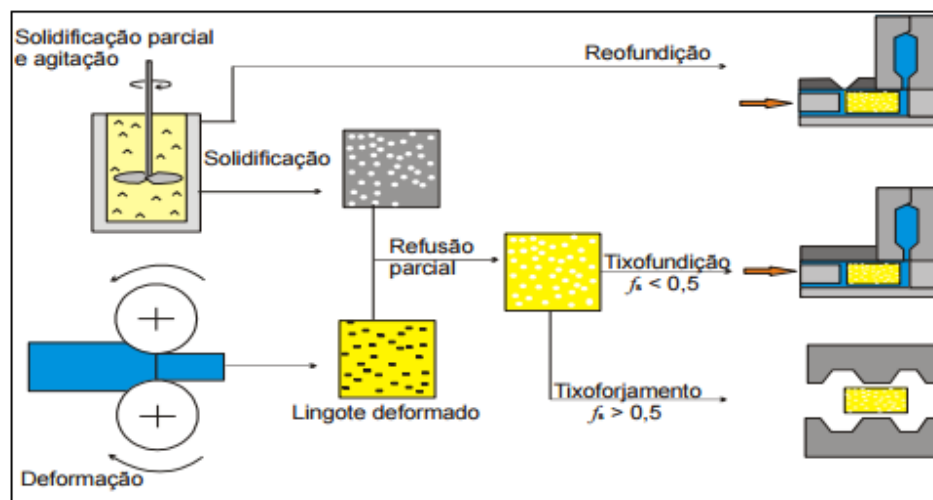 Solidificação parcial
e agitação
Reofundição
Solidificação
Refusão
parcial
Tixofundição
fₛ < 0,5
Lingote deformado
Tixoforjamento
fₛ > 0,5
Deformação